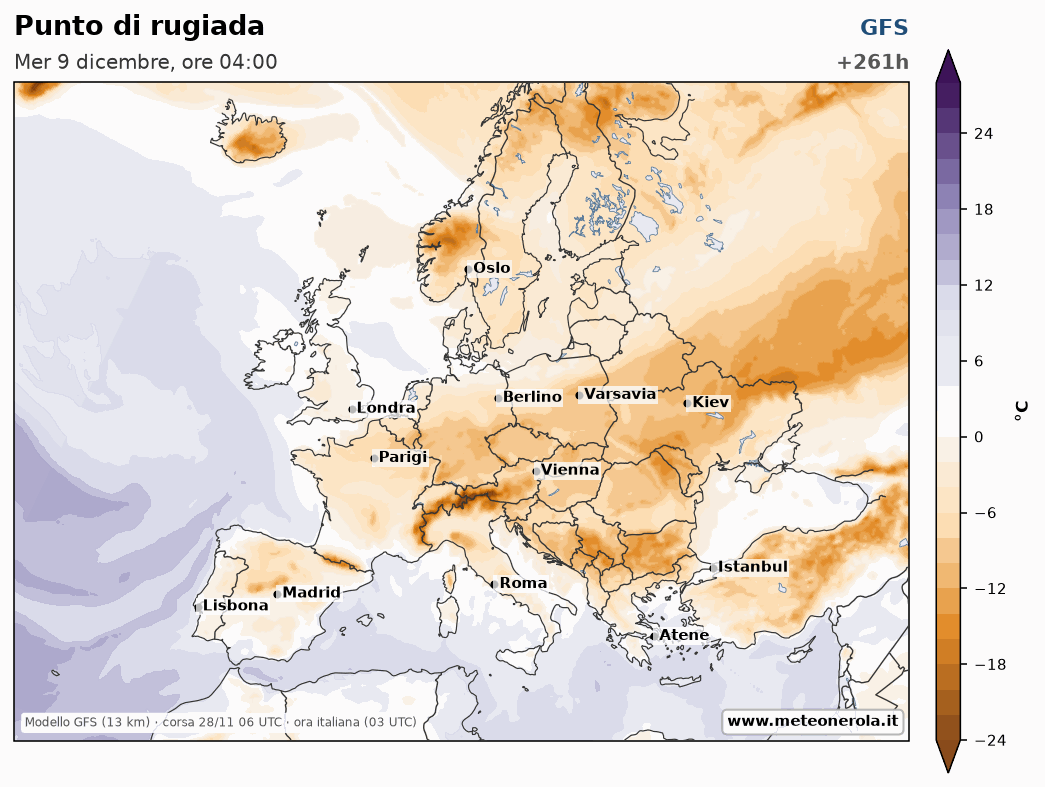 Punto di rugiada
GFS
Mer 9 dicembre, ore 04:00
+261h
24
18
12
6
0
−6
−12
−18
−24
°C
Oslo
Berlino
Varsavia
Kiev
Londra
Parigi
Vienna
Istanbul
Roma
Madrid
Lisbona
Atene
Modello GFS (13 km) · corsa 28/11 06 UTC · ora italiana (03 UTC)
www.meteonerola.it